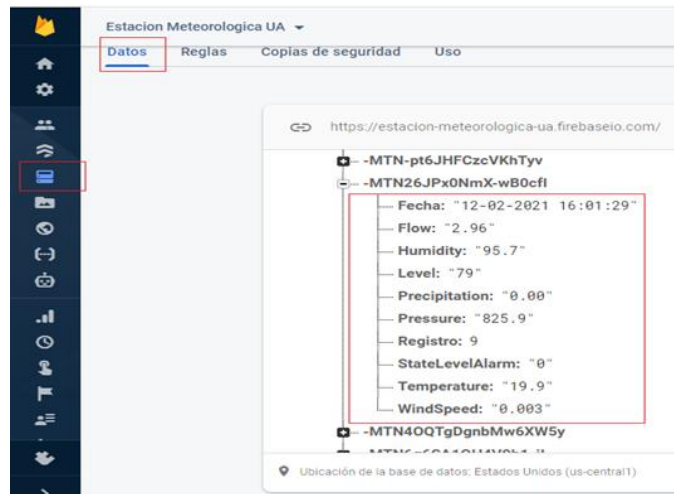 Estacion Meteorologica UA
Datos Reglas Copias de seguridad Uso
https://estacion-meteorologica-ua.firebaseio.com/
-MTN-pt6JHFCzcVKhTyv
-MTN26JPx0NmX-wB0cfl
Fecha: "12-02-2021 16:01:29"
Flow: "2.96"
Humidity: "95.7"
Level: "79"
Precipitation: "0.00"
Pressure: "825.9"
Registro: 9
StateLevelAlarm: "0"
Temperature: "19.9"
WindSpeed: "0.003"
-MTN4OQTgDgnbMw6XW5y
Ubicación de la base de datos: Estados Unidos (us-central1)